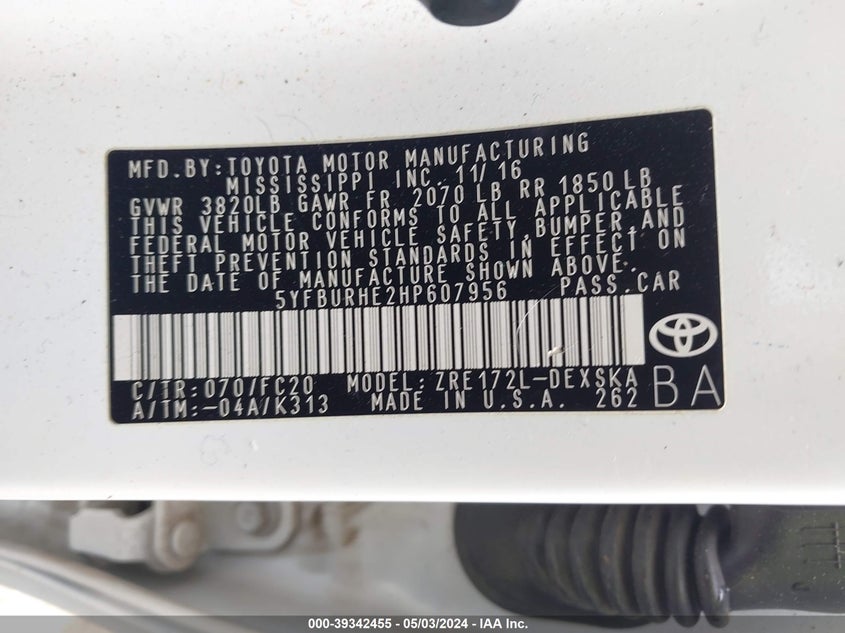 MFD.BY:TOYOTA MOTOR MANUFACTURING
MISSISSIPPI INC. 11/16
GVWR 3820LB GAWR FR 2070 LB RR 1850 LB
THIS VEHICLE CONFORMS TO ALL APPLICABLE
FEDERAL MOTOR VEHICLE SAFETY,BUMPER,AND
THEFT PREVENTION STANDARDS IN EFFECT ON
THE DATE OF MANUFACTURE SHOWN ABOVE.
5YFBURHE2HP607956 PASS.CAR
C/TR:070/FC20 MODEL: ZRE172L-DEXSKA
A/TM:-04A/K313 MADE IN U.S.A. 262
BA
000-39342455 - 05/03/2024 - IAA, Inc.